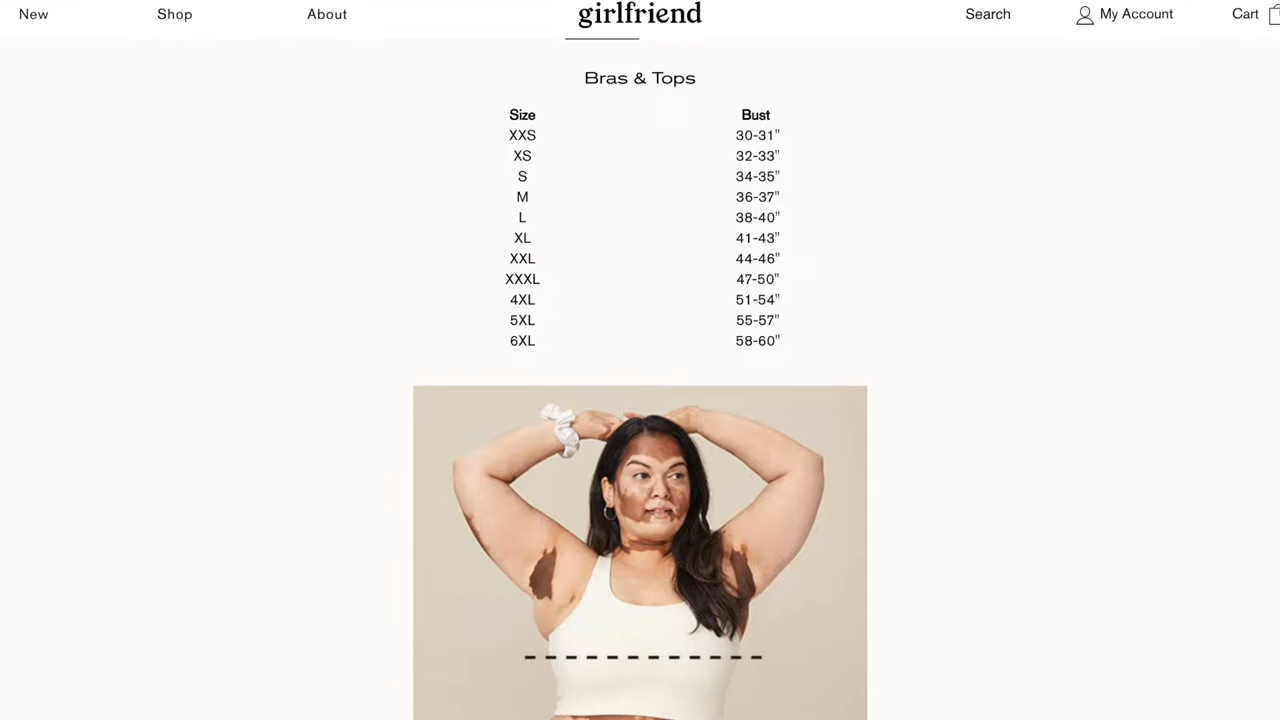 New Shop About girlfriend Search My Account Cart
Bras & Tops
Size Bust
XXS 30-31"
XS 32-33"
S 34-35"
M 36-37"
L 38-40"
XL 41-43"
XXL 44-46"
XXXL 47-50"
4XL 51-54"
5XL 55-57"
6XL 58-60"